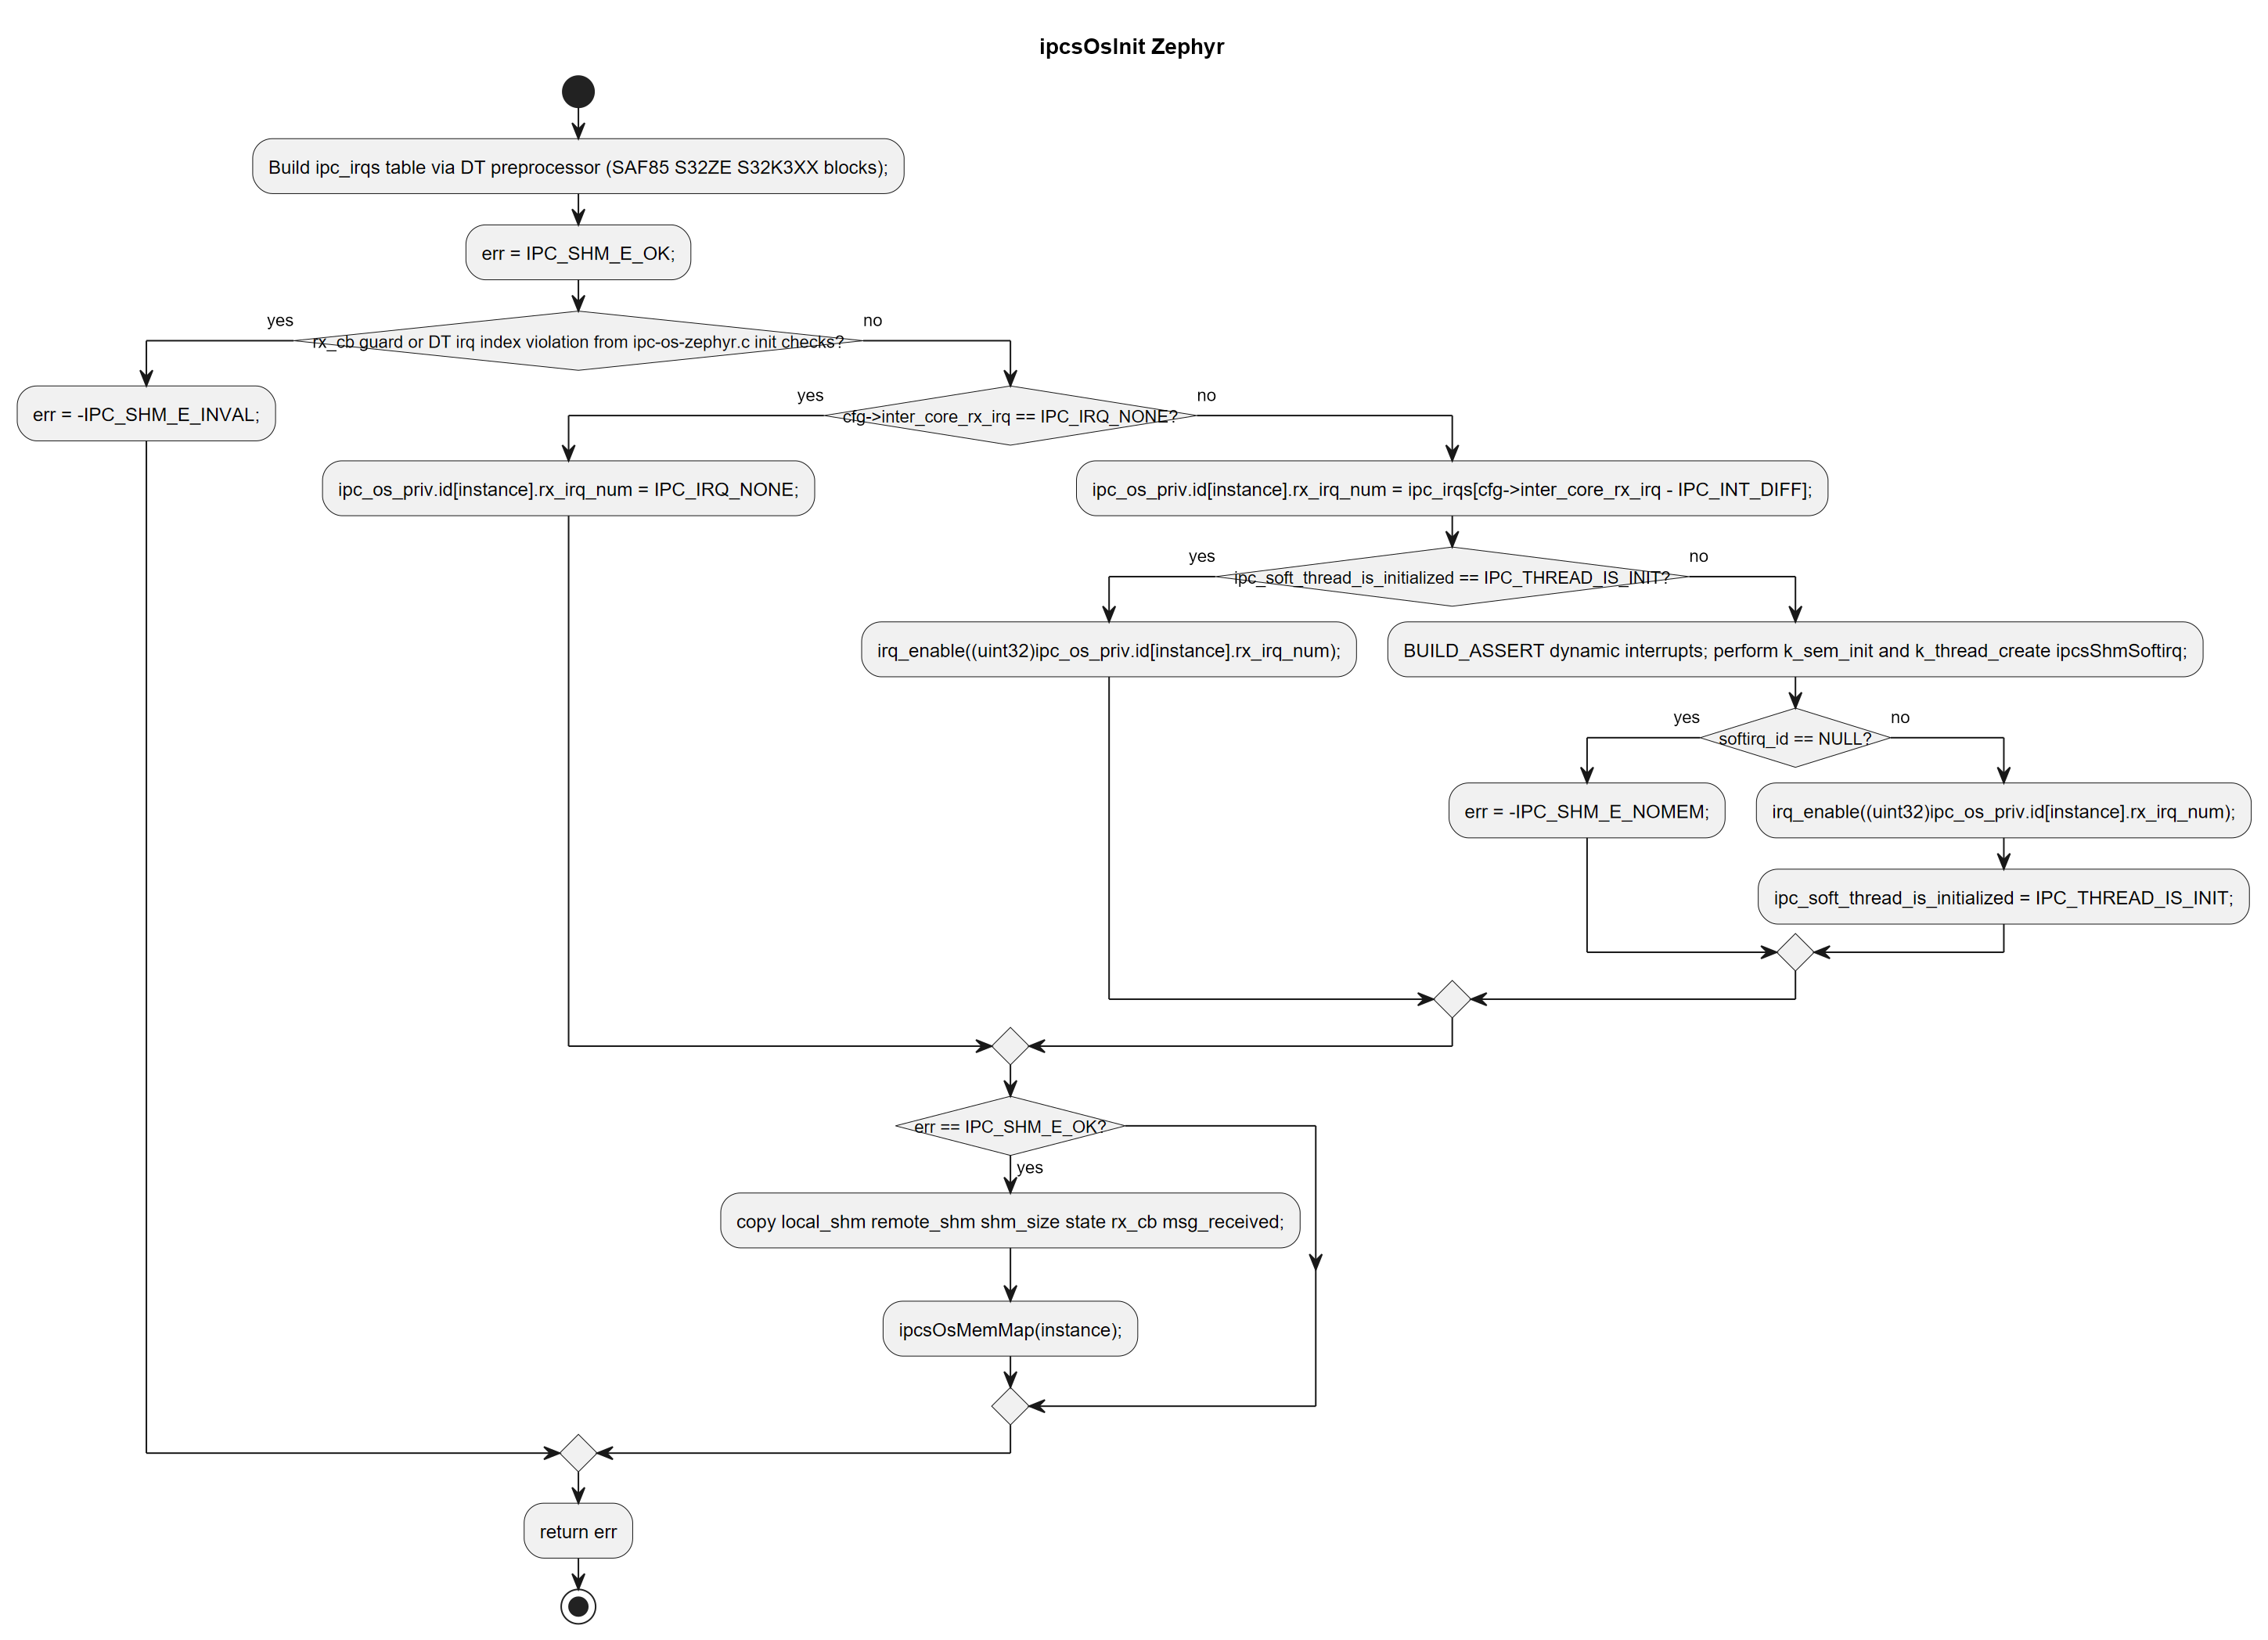 ipcsOsInit Zephyr
Build ipc_irqs table via DT preprocessor (SAF85 S32ZE S32K3XX blocks);
err = IPC_SHM_E_OK;
yes
rx_cb guard or DT irq index violation from ipc-os-zephyr.c init checks?
no
err = -IPC_SHM_E_INVAL;
yes
cfg->inter_core_rx_irq == IPC_IRQ_NONE?
no
ipc_os_priv.id[instance].rx_irq_num = IPC_IRQ_NONE;
ipc_os_priv.id[instance].rx_irq_num = ipc_irqs[cfg->inter_core_rx_irq - IPC_INT_DIFF];
yes
ipc_soft_thread_is_initialized == IPC_THREAD_IS_INIT?
no
irq_enable((uint32)ipc_os_priv.id[instance].rx_irq_num);
BUILD_ASSERT dynamic interrupts; perform k_sem_init and k_thread_create ipcsShmSoftirq;
yes
softirq_id == NULL?
no
err = -IPC_SHM_E_NOMEM;
irq_enable((uint32)ipc_os_priv.id[instance].rx_irq_num);
ipc_soft_thread_is_initialized = IPC_THREAD_IS_INIT;
err == IPC_SHM_E_OK?
yes
copy local_shm remote_shm shm_size state rx_cb msg_received;
ipcsOsMemMap(instance);
return err